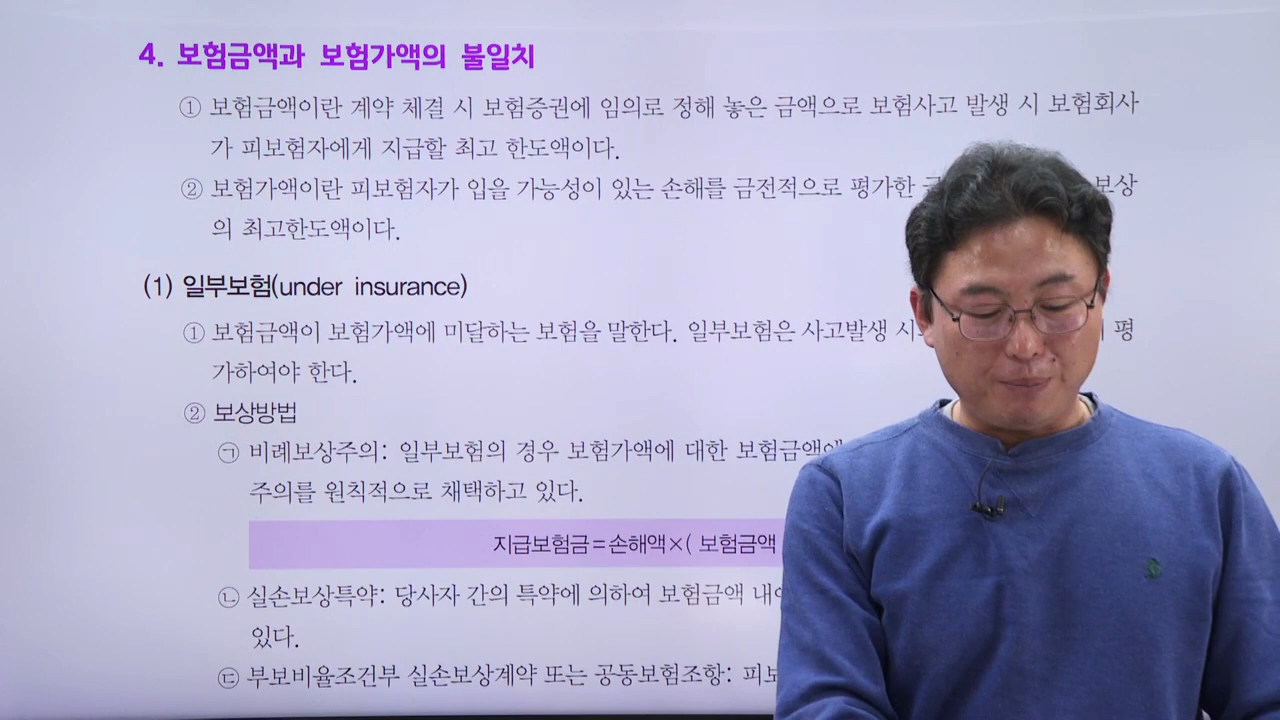 4. 보험금액과 보험가액의 불일치
① 보험금액이란 계약 체결 시 보험증권에 임의로 정해 놓은 금액으로 보험사고 발생 시 보험회사
가 피보험자에게 지급할 최고 한도액이다.
② 보험가액이란 피보험자가 입을 가능성이 있는 손해를 금전적으로 평가한 보상
의 최고한도액이다.
(1) 일부보험(under insurance)
① 보험금액이 보험가액에 미달하는 보험을 말한다. 일부보험은 사고발생 평
가하여야 한다.
② 보상방법
㉠ 비례보상주의: 일부보험의 경우 보험가액에 대한
주의를 원칙적으로 채택하고 있다.
지급보험금=손해액×( 보험금액
㉡ 실손보상특약: 당사자 간의 특약에 의하여 보험금액
있다.
㉢ 부보비율조건부 실손보상계약 또는 공동보험조항: